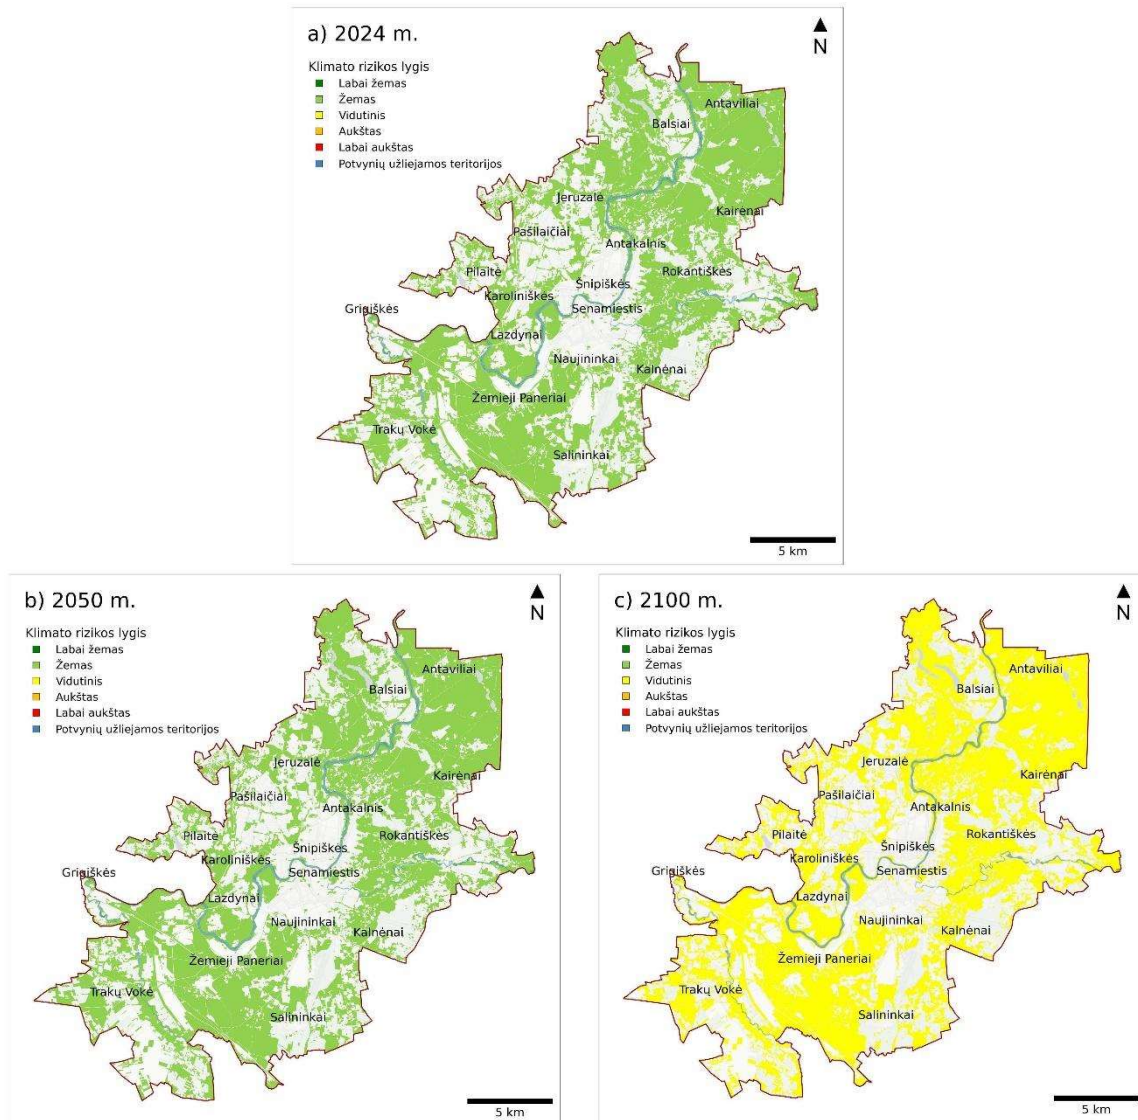 a) 2024 m.
N
Klimato rizikos lygis
Labai žemas
Žemas
Vidutinis
Aukštas
Labai aukštas
Potvynių užliejamos teritorijos
Antaviliai
Balsiai
Jeruzalė
Kairėnai
Pašilaičiai
Antakalnis
Pilaitė
Rokantiškės
Šnipiškės
Karoliniškės
Senamiestis
Grigiškės
Lazdynai
Naujininkai
Kalnėnai
Žemieji Paneriai
Trakų Vokė
Salininkai
5 km
b) 2050 m.
N
Klimato rizikos lygis
Labai žemas
Žemas
Vidutinis
Aukštas
Labai aukštas
Potvynių užliejamos teritorijos
Antaviliai
Balsiai
Jeruzalė
Kairėnai
Pašilaičiai
Antakalnis
Pilaitė
Rokantiškės
Šnipiškės
Karoliniškės
Senamiestis
Grigiškės
Lazdynai
Naujininkai
Kalnėnai
Žemieji Paneriai
Trakų Vokė
Salininkai
5 km
c) 2100 m.
N
Klimato rizikos lygis
Labai žemas
Žemas
Vidutinis
Aukštas
Labai aukštas
Potvynių užliejamos teritorijos
Antaviliai
Balsiai
Jeruzalė
Kairėnai
Pašilaičiai
Antakalnis
Pilaitė
Rokantiškės
Šnipiškės
Karoliniškės
Senamiestis
Grigiškės
Lazdynai
Naujininkai
Kalnėnai
Žemieji Paneriai
Trakų Vokė
Salininkai
5 km